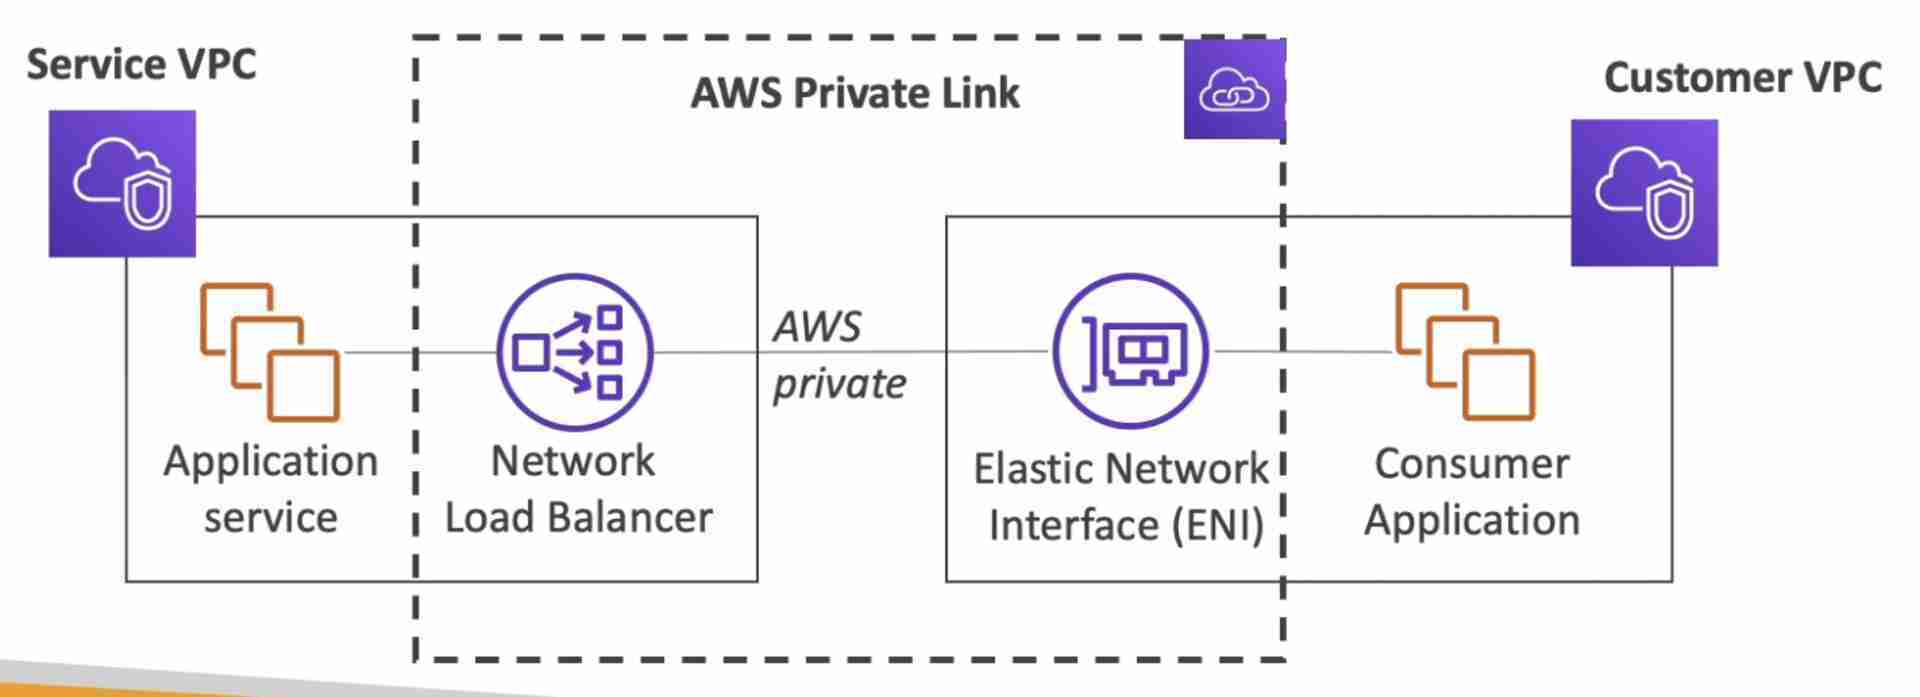 Service VPC
AWS Private Link
Customer VPC
AWS
private
Application
service
Network
Load Balancer
Elastic Network
Interface (ENI)
Consumer
Application